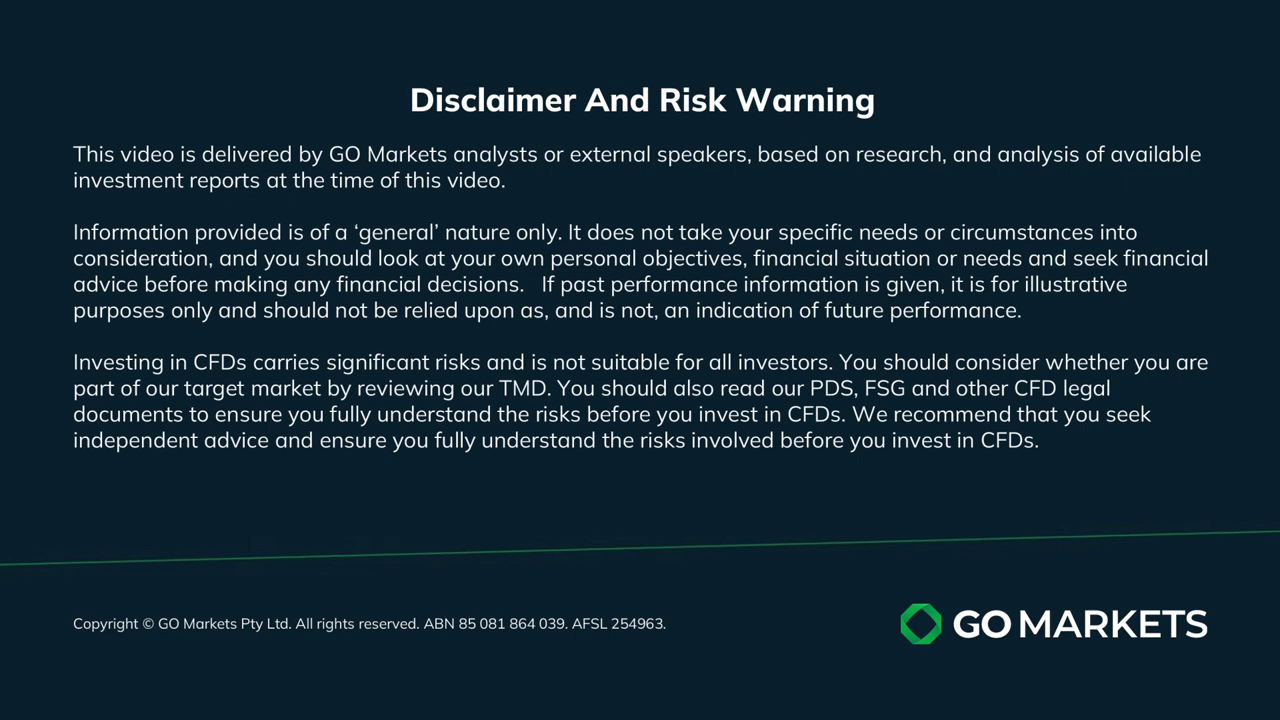 Disclaimer And Risk Warning
This video is delivered by GO Markets analysts or external speakers, based on research, and analysis of available
investment reports at the time of this video.
Information provided is of a ‘general’ nature only. It does not take your specific needs or circumstances into
consideration, and you should look at your own personal objectives, financial situation or needs and seek financial
advice before making any financial decisions.   If past performance information is given, it is for illustrative
purposes only and should not be relied upon as, and is not, an indication of future performance.
Investing in CFDs carries significant risks and is not suitable for all investors. You should consider whether you are
part of our target market by reviewing our TMD. You should also read our PDS, FSG and other CFD legal
documents to ensure you fully understand the risks before you invest in CFDs. We recommend that you seek
independent advice and ensure you fully understand the risks involved before you invest in CFDs.
Copyright © GO Markets Pty Ltd. All rights reserved. ABN 85 081 864 039. AFSL 254963.
GO MARKETS